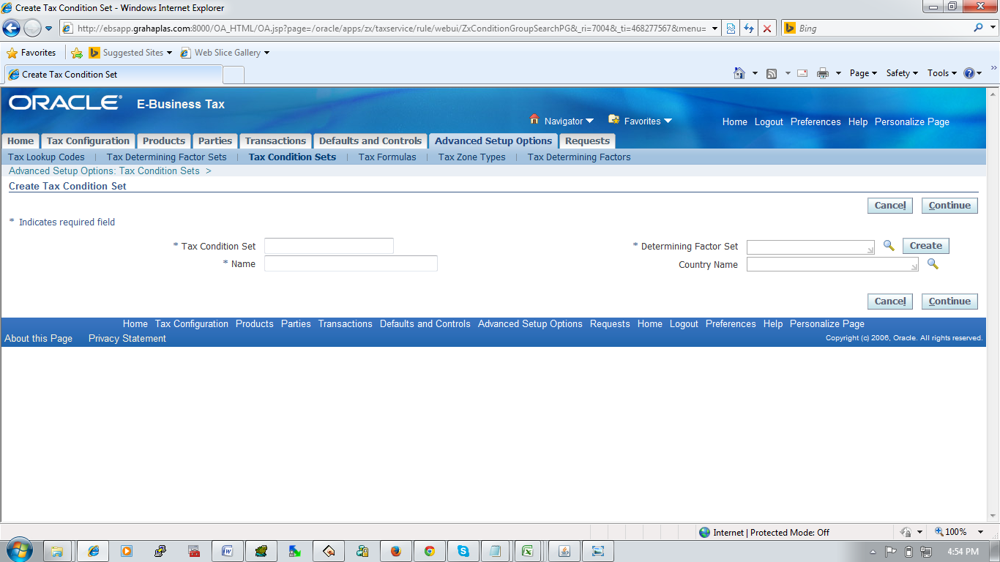 Create Tax Condition Set - Windows Internet Explorer
http://ebsapp.grahaplas.com:8000/OA_HTML/OA.jsp?page=/oracle/apps/zx/taxservice/rule/webui/ZxConditionGroupSearchPG&_ri=7004&_ti=468277567&menu=
Bing
Favorites Suggested Sites Web Slice Gallery
Create Tax Condition Set Page Safety Tools
ORACLE® E-Business Tax
Navigator Favorites Home Logout Preferences Help Personalize Page
Home Tax Configuration Products Parties Transactions Defaults and Controls Advanced Setup Options Requests
Tax Lookup Codes | Tax Determining Factor Sets | Tax Condition Sets | Tax Formulas | Tax Zone Types | Tax Determining Factors
Advanced Setup Options: Tax Condition Sets >
Create Tax Condition Set
Cancel Continue
* Indicates required field
* Tax Condition Set * Determining Factor Set Create
* Name Country Name
Cancel Continue
Home Tax Configuration Products Parties Transactions Defaults and Controls Advanced Setup Options Requests Home Logout Preferences Help Personalize Page
About this Page Privacy Statement Copyright (c) 2006, Oracle. All rights reserved.
Internet | Protected Mode: Off 100%
4:54 PM